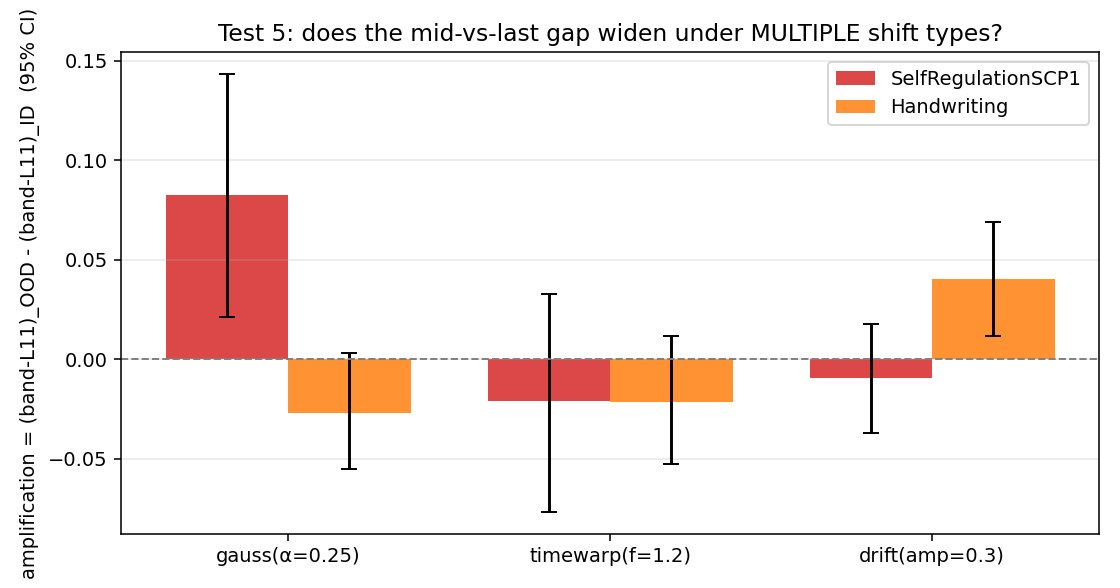 Test 5: does the mid-vs-last gap widen under MULTIPLE shift types?
amplification = (band-L11)_OOD - (band-L11)_ID  (95% CI)
0.15
0.10
0.05
0.00
−0.05
SelfRegulationSCP1
Handwriting
gauss(α=0.25)
timewarp(f=1.2)
drift(amp=0.3)